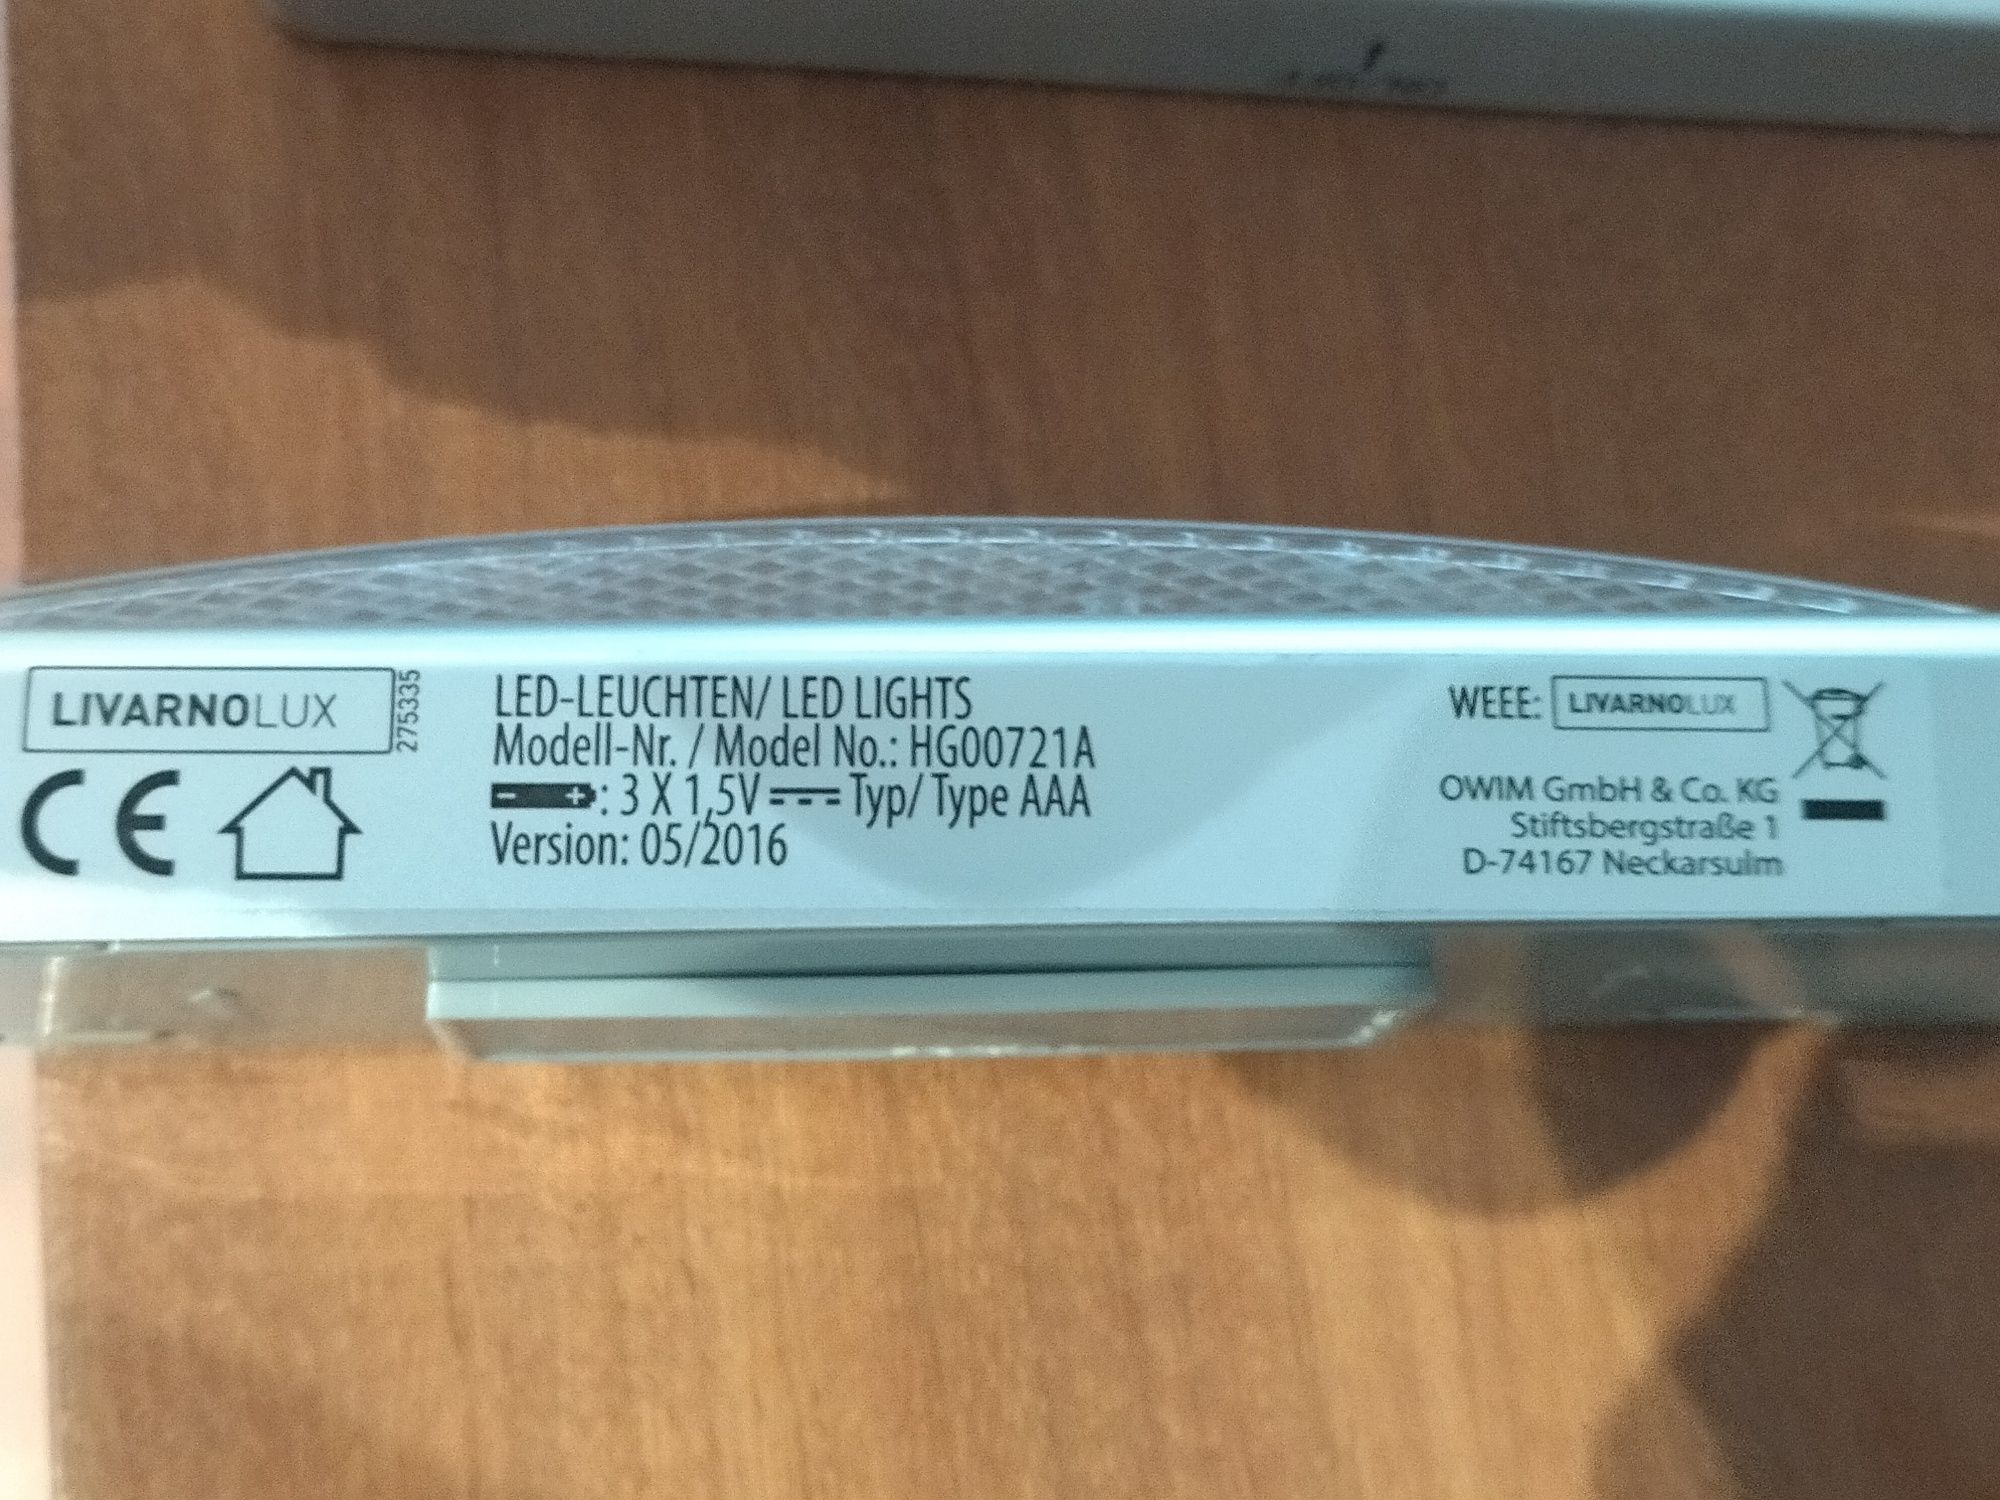 LIVARNOLUX
275335
LED-LEUCHTEN/ LED LIGHTS
Modell-Nr. / Model No.: HG00721A
: 3 X 1,5V Typ/ Type AAA
Version: 05/2016
CE
WEEE: LIVARNOLUX
OWIM GmbH & Co. KG
Stiftsbergstraße 1
D-74167 Neckarsulm